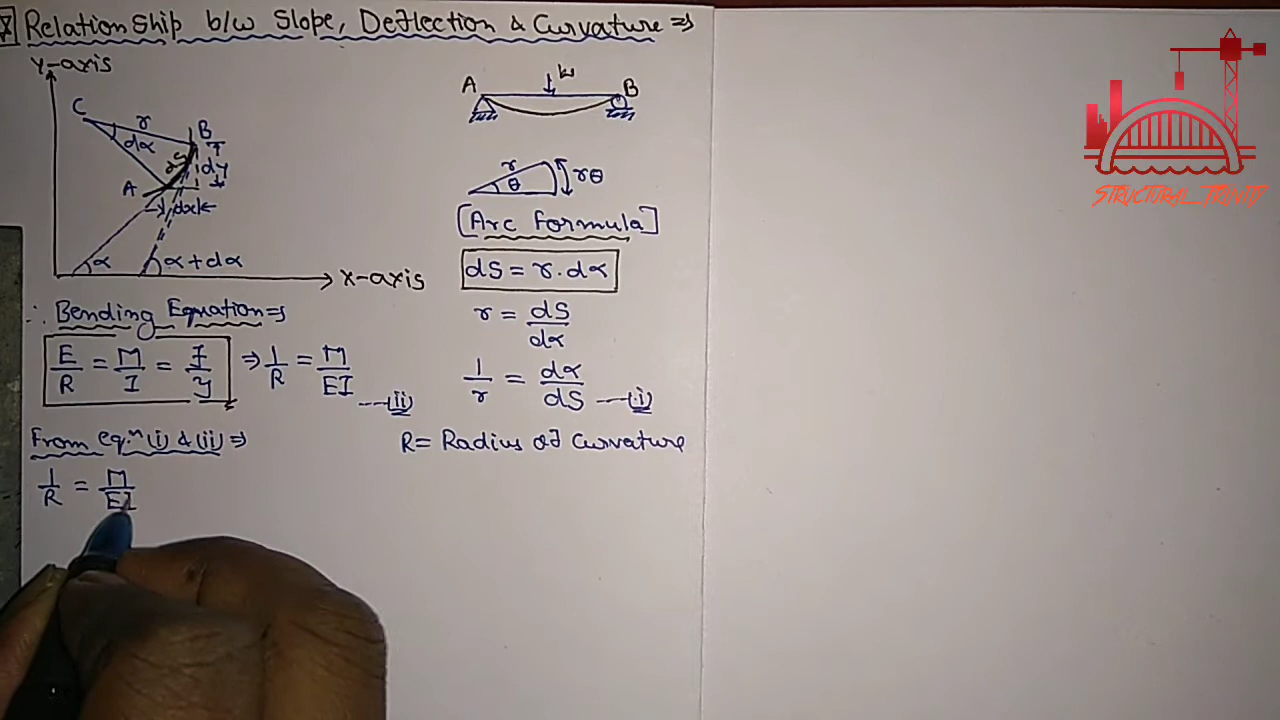 Relationship b/w Slope, Deflection & Curvature ⇒
Y-axis
C
r
dα
B
dy
ds
A
dx
α
α+dα
X-axis
A
W
B
r
θ
rθ
[Arc Formula]
dS = r.dα
r = dS/dα
1/r = dα/dS ---(i)
∴ Bending Equation ⇒
E/R = M/I = f/y ⇒ 1/R = M/EI ---(ii)
From eq.ⁿ (i) & (ii) ⇒
R = Radius of Curvature
1/R = M/EI
STRUCTURAL_TRINITY